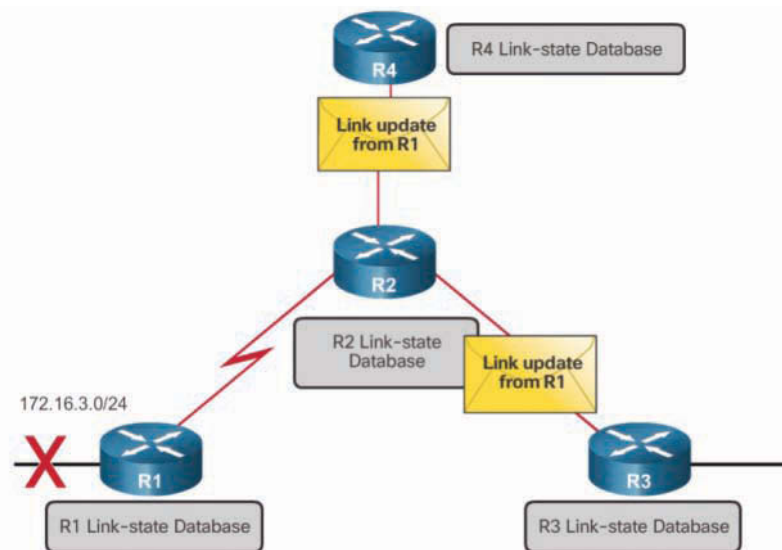 R4
R4 Link-state Database
Link update
from R1
R2
R2 Link-state
Database
Link update
from R1
172.16.3.0/24
R1
R3
R1 Link-state Database
R3 Link-state Database